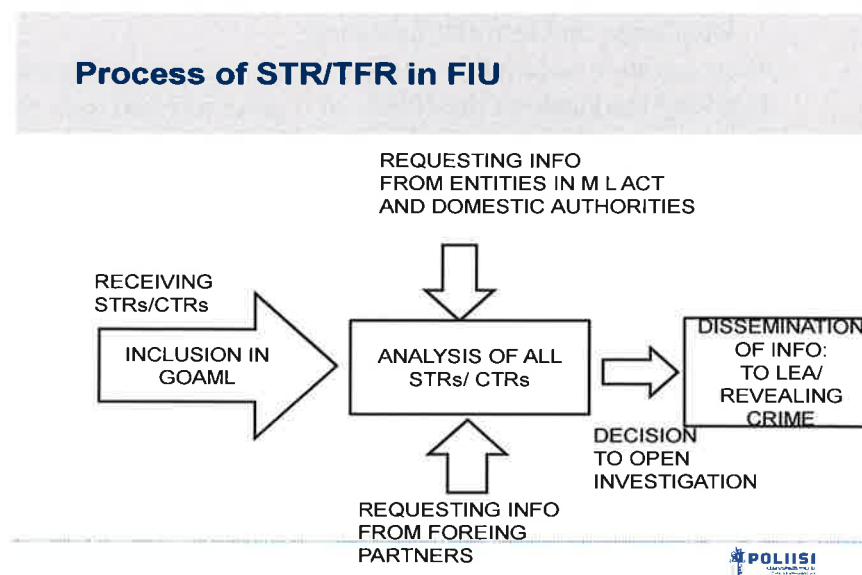 Process of STR/TFR in FIU
REQUESTING INFO
FROM ENTITIES IN M L ACT
AND DOMESTIC AUTHORITIES
RECEIVING
STRs/CTRs
INCLUSION IN
GOAML
ANALYSIS OF ALL
STRs/ CTRs
DISSEMINATION
OF INFO:
TO LEA/
REVEALING
CRIME
DECISION
TO OPEN
INVESTIGATION
REQUESTING INFO
FROM FOREING
PARTNERS
POLIISI